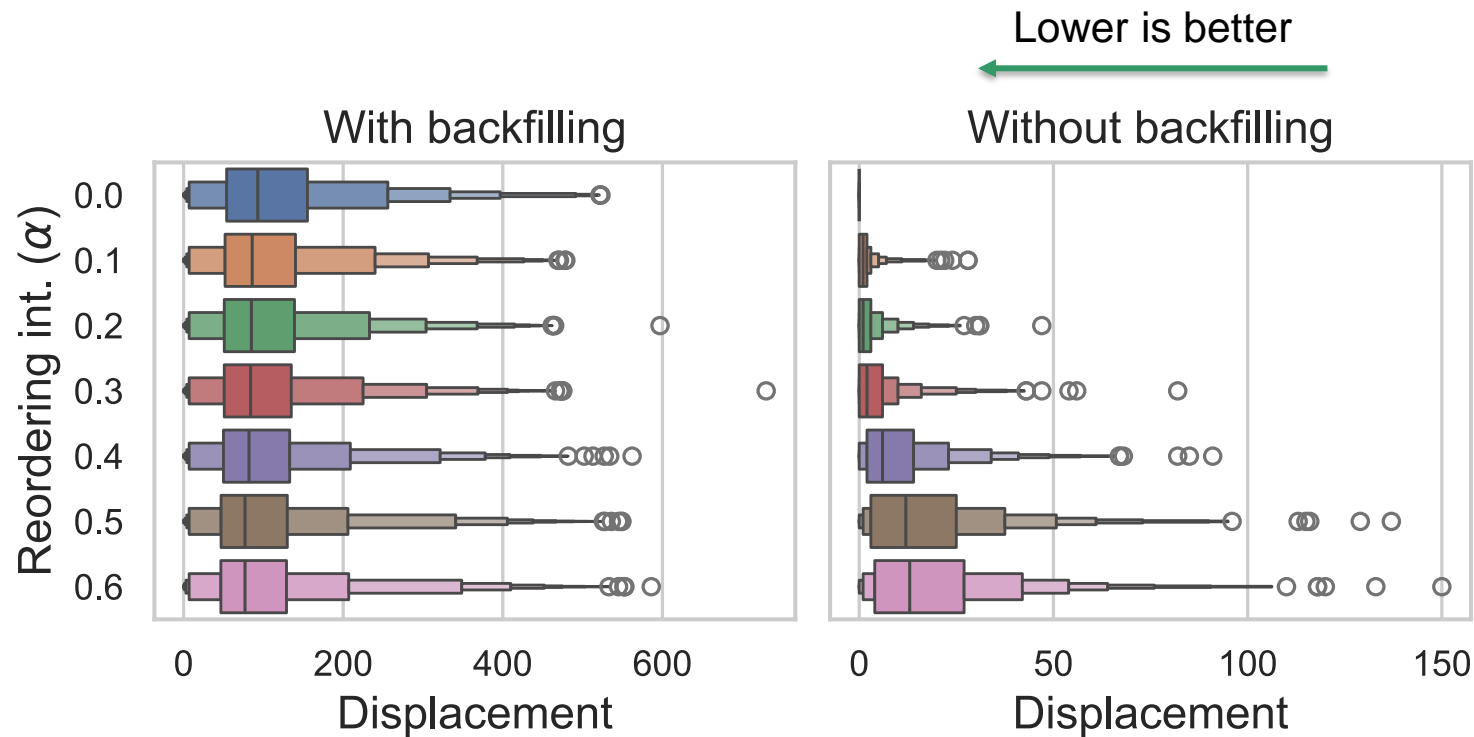 Lower is better
With backfilling
Without backfilling
Reordering int. (α)
0.0
0.1
0.2
0.3
0.4
0.5
0.6
0 200 400 600
0 50 100 150
Displacement
Displacement